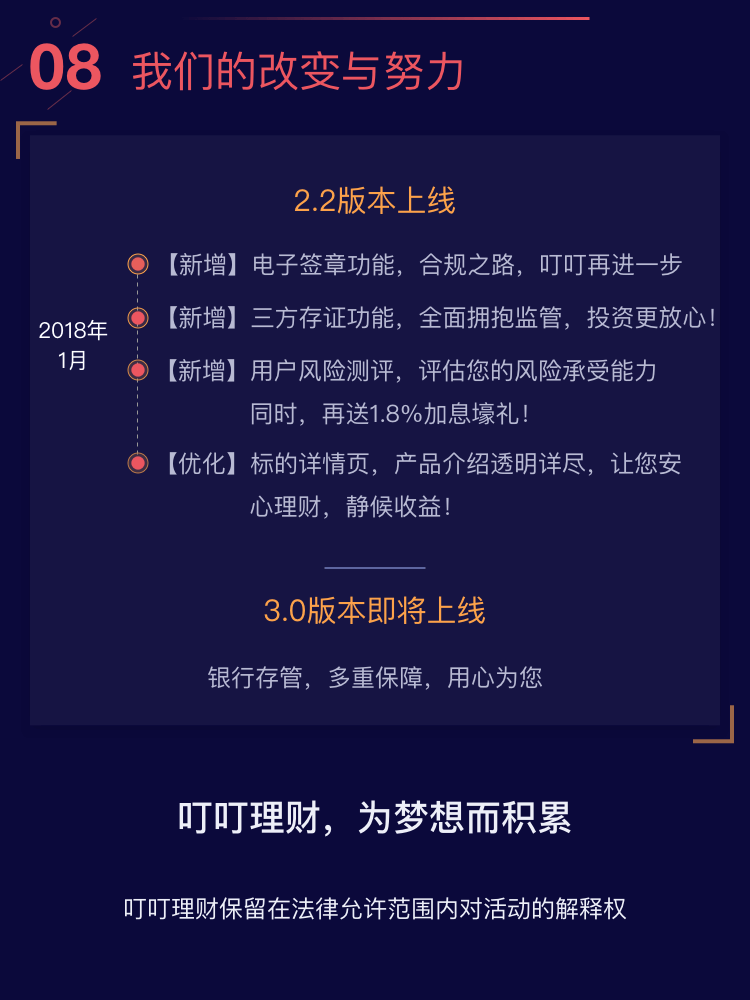 08 我们的改变与努力
2.2版本上线
2018年
1月
【新增】电子签章功能，合规之路，叮叮再进一步
【新增】三方存证功能，全面拥抱监管，投资更放心！
【新增】用户风险测评，评估您的风险承受能力
同时，再送1.8%加息壕礼！
【优化】标的详情页，产品介绍透明详尽，让您安
心理财，静候收益！
3.0版本即将上线
银行存管，多重保障，用心为您
叮叮理财，为梦想而积累
叮叮理财保留在法律允许范围内对活动的解释权